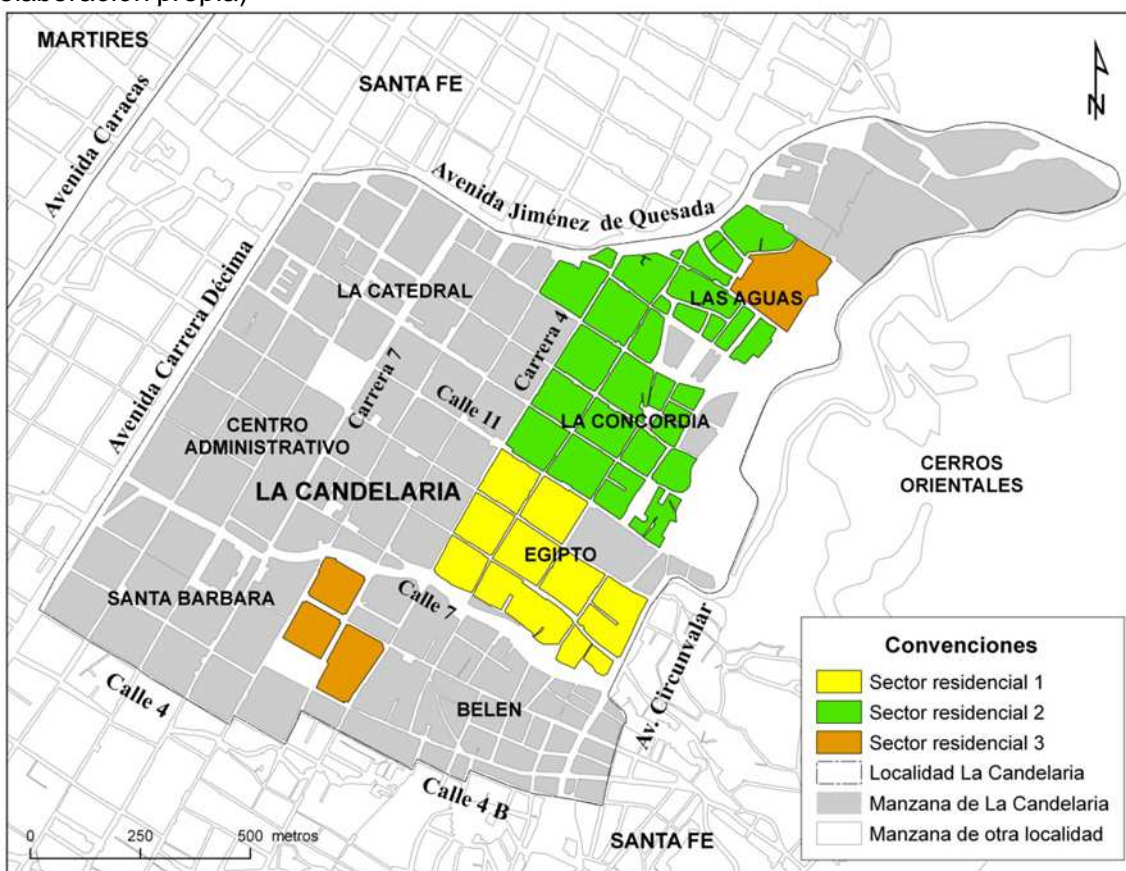 elaboración propia)
MARTIRES
SANTA FE
N
Avenida Caracas
Avenida Jiménez de Quesada
Avenida Carrera Décima
LA CATEDRAL
LAS AGUAS
Carrera 4
Carrera 7
Calle 11
LA CONCORDIA
CENTRO
ADMINISTRATIVO
CERROS
ORIENTALES
LA CANDELARIA
EGIPTO
SANTA BARBARA
Calle 7
Av. Circunvalar
Calle 4
BELEN
Calle 4 B
SANTA FE
0 250 500 metros
Convenciones
Sector residencial 1
Sector residencial 2
Sector residencial 3
Localidad La Candelaria
Manzana de La Candelaria
Manzana de otra localidad